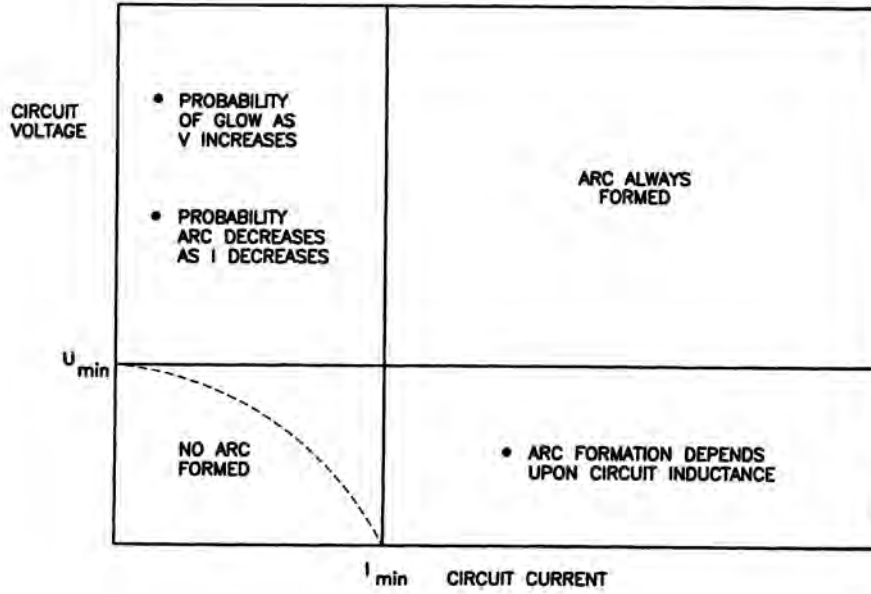 CIRCUIT
VOLTAGE
• PROBABILITY
OF GLOW AS
V INCREASES
• PROBABILITY
ARC DECREASES
AS I DECREASES
ARC ALWAYS
FORMED
U min
NO ARC
FORMED
• ARC FORMATION DEPENDS
UPON CIRCUIT INDUCTANCE
I min CIRCUIT CURRENT